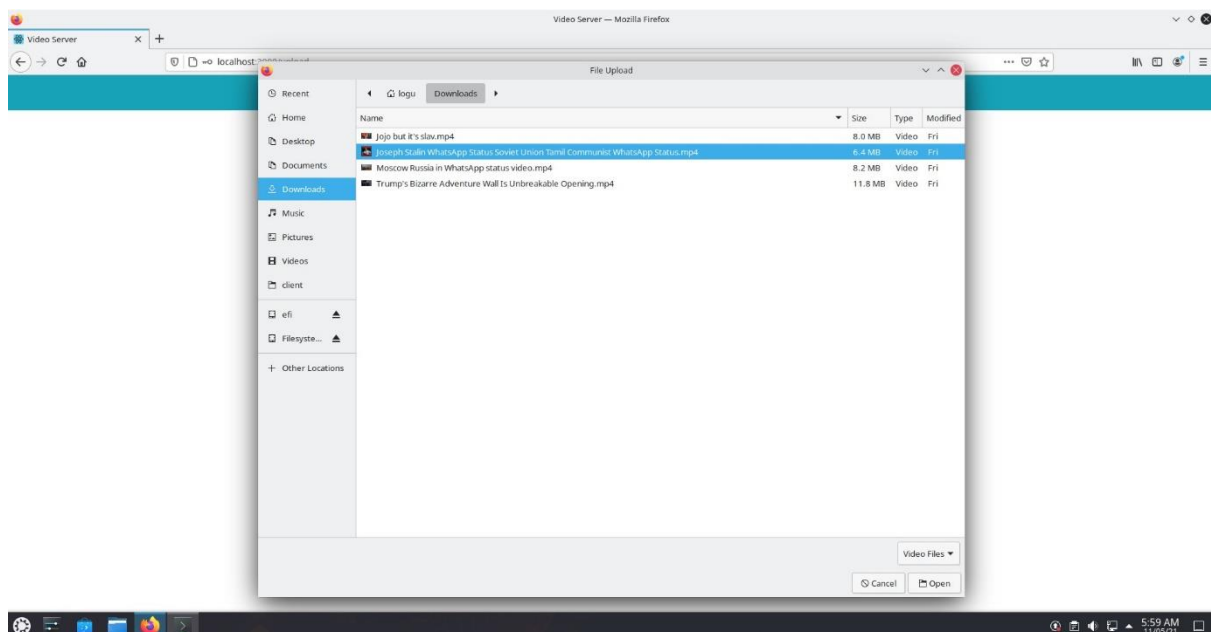 Video Server — Mozilla Firefox
Video Server
localhost
File Upload
Recent
logu Downloads
Home
Name Size Type Modified
Desktop
Jojo but it's slav.mp4 8.0 MB Video Fri
Joseph Stalin WhatsApp Status Soviet Union Tamil Communist WhatsApp Status.mp4 6.4 MB Video Fri
Documents
Moscow Russia in WhatsApp status video.mp4 8.2 MB Video Fri
Downloads
Trump's Bizarre Adventure Wall Is Unbreakable Opening.mp4 11.8 MB Video Fri
Music
Pictures
Videos
client
efi
Filesyste...
+ Other Locations
Video Files
Cancel Open
5:59 AM
11/05/21